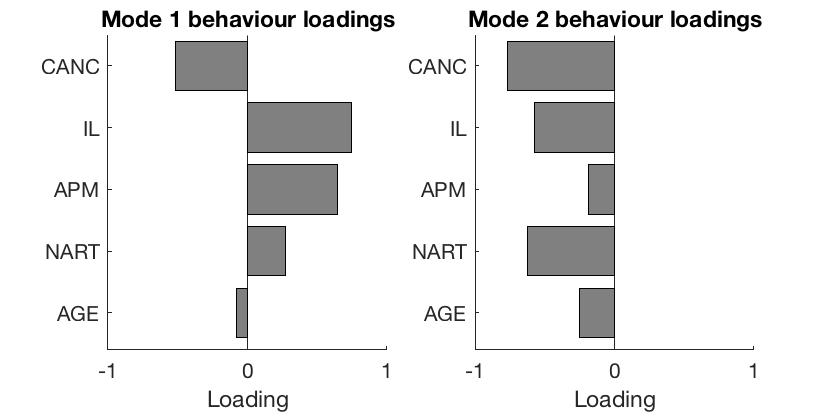 Mode 1 behaviour loadings
CANC
IL
APM
NART
AGE
-1 0 1
Loading
Mode 2 behaviour loadings
CANC
IL
APM
NART
AGE
-1 0 1
Loading